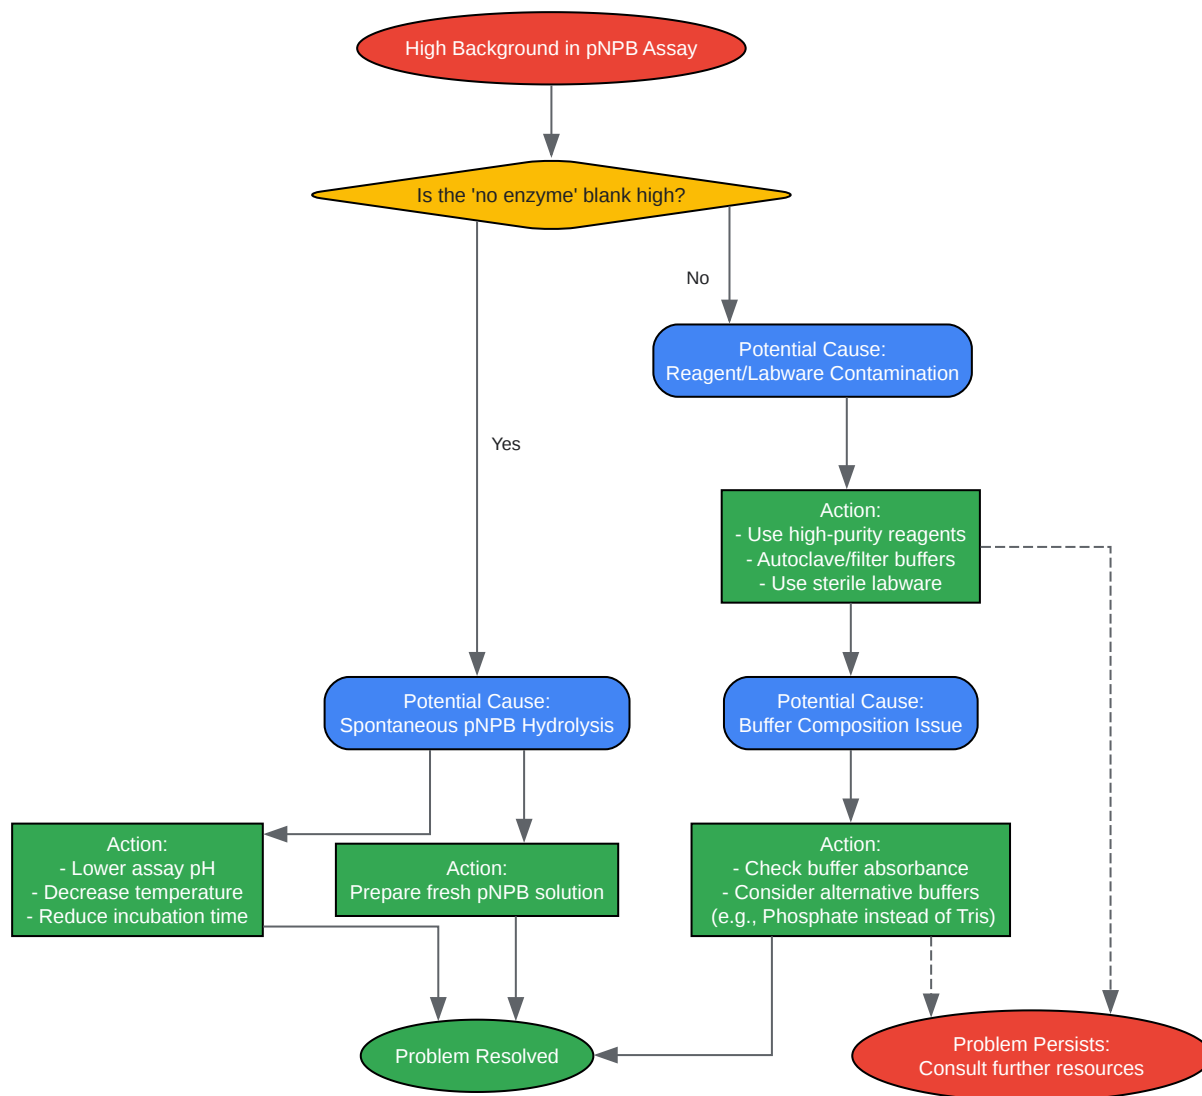 High Background in pNPB Assay
Is the 'no enzyme' blank high?
No
Potential Cause:
Reagent/Labware Contamination
Yes
Action:
- Use high-purity reagents
- Autoclave/filter buffers
- Use sterile labware
Potential Cause:
Spontaneous pNPB Hydrolysis
Potential Cause:
Buffer Composition Issue
Action:
- Lower assay pH
- Decrease temperature
- Reduce incubation time
Action:
Prepare fresh pNPB solution
Action:
- Check buffer absorbance
- Consider alternative buffers
(e.g., Phosphate instead of Tris)
Problem Resolved
Problem Persists:
Consult further resources